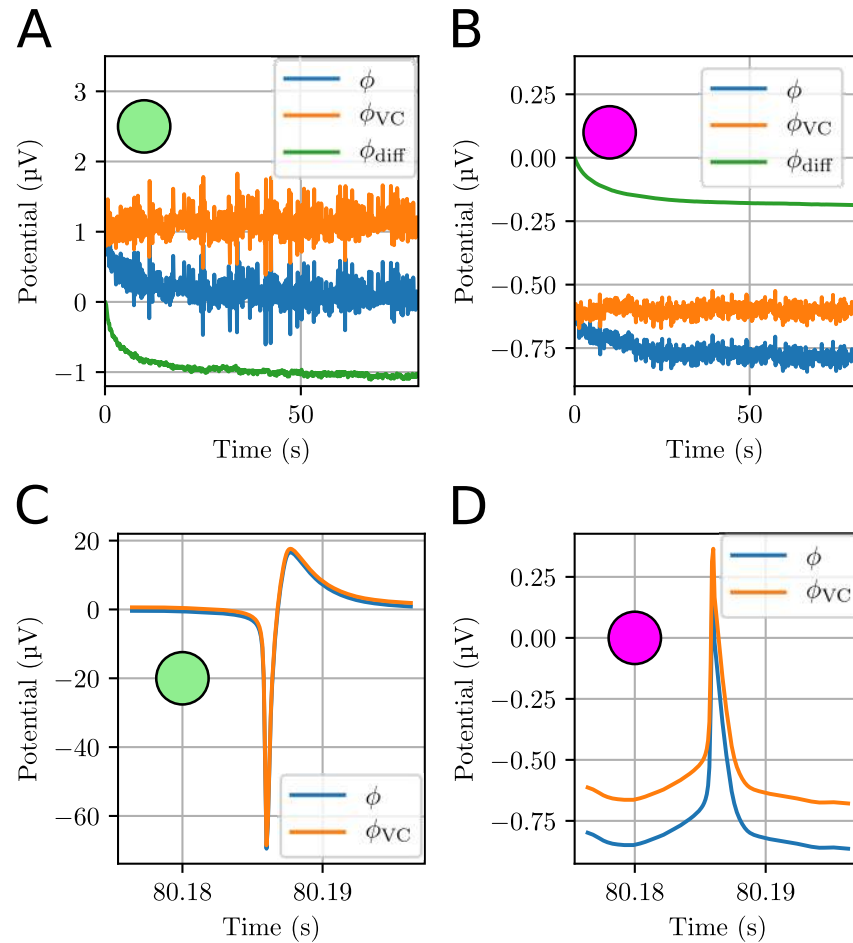 A
3
2
1
0
−1
Potential (µV)
0
50
Time (s)
ϕ
ϕVC
ϕdiff
B
0.25
0.00
−0.25
−0.50
−0.75
Potential (µV)
0
50
Time (s)
ϕ
ϕVC
ϕdiff
C
20
0
−20
−40
−60
Potential (µV)
80.18
80.19
Time (s)
ϕ
ϕVC
D
0.25
0.00
−0.25
−0.50
−0.75
Potential (µV)
80.18
80.19
Time (s)
ϕ
ϕVC